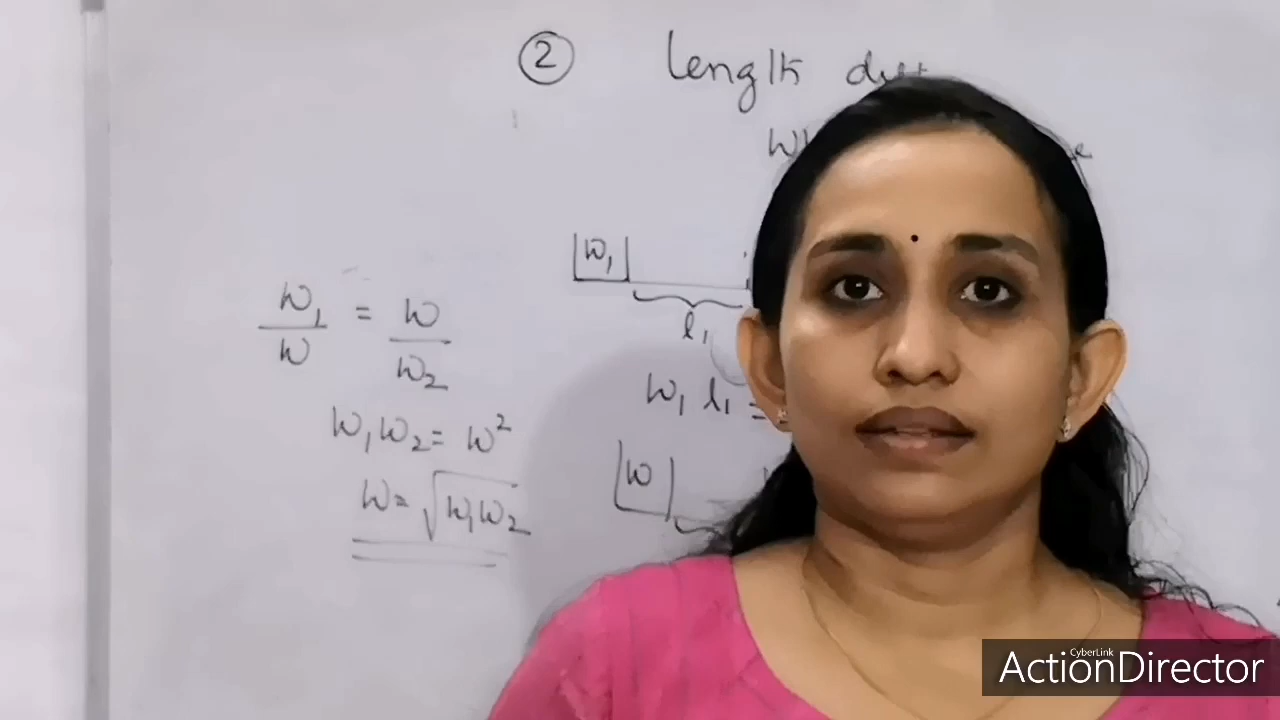 ② length
W₁
l₁
W₁ l₁ =
W
W₁/W = W/W₂
W₁W₂ = W²
W = √W₁W₂
CyberLink
ActionDirector